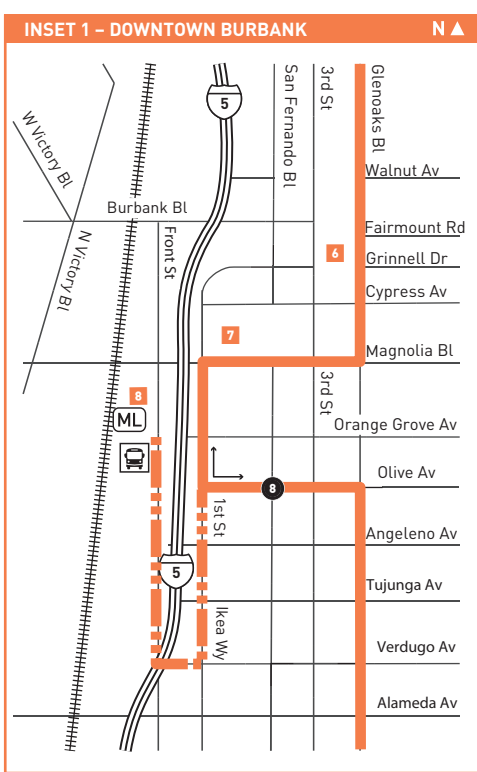 INSET 1 – DOWNTOWN BURBANK
N
5
San Fernando Bl
3rd St
Glenoaks Bl
W Victory Bl
Walnut Av
Burbank Bl
Fairmount Rd
N Victory Bl
Front St
6
Grinnell Dr
Cypress Av
7
Magnolia Bl
3rd St
8
ML
Orange Grove Av
Olive Av
8
1st St
Angeleno Av
5
Tujunga Av
Ikea Wy
Verdugo Av
Alameda Av